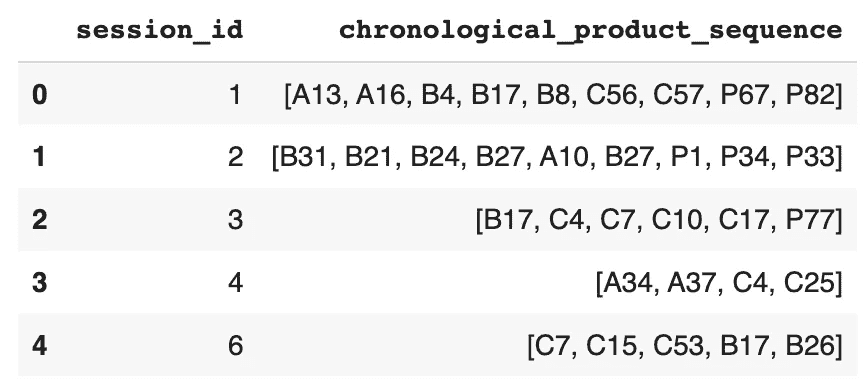 session_id chronological_product_sequence
0 1 [A13, A16, B4, B17, B8, C56, C57, P67, P82]
1 2 [B31, B21, B24, B27, A10, B27, P1, P34, P33]
2 3 [B17, C4, C7, C10, C17, P77]
3 4 [A34, A37, C4, C25]
4 6 [C7, C15, C53, B17, B26]